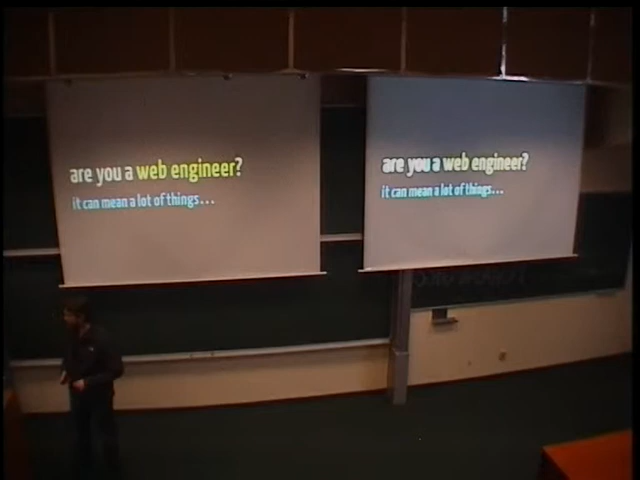 are you a web engineer?
it can mean a lot of things...
are you a web engineer?
it can mean a lot of things...